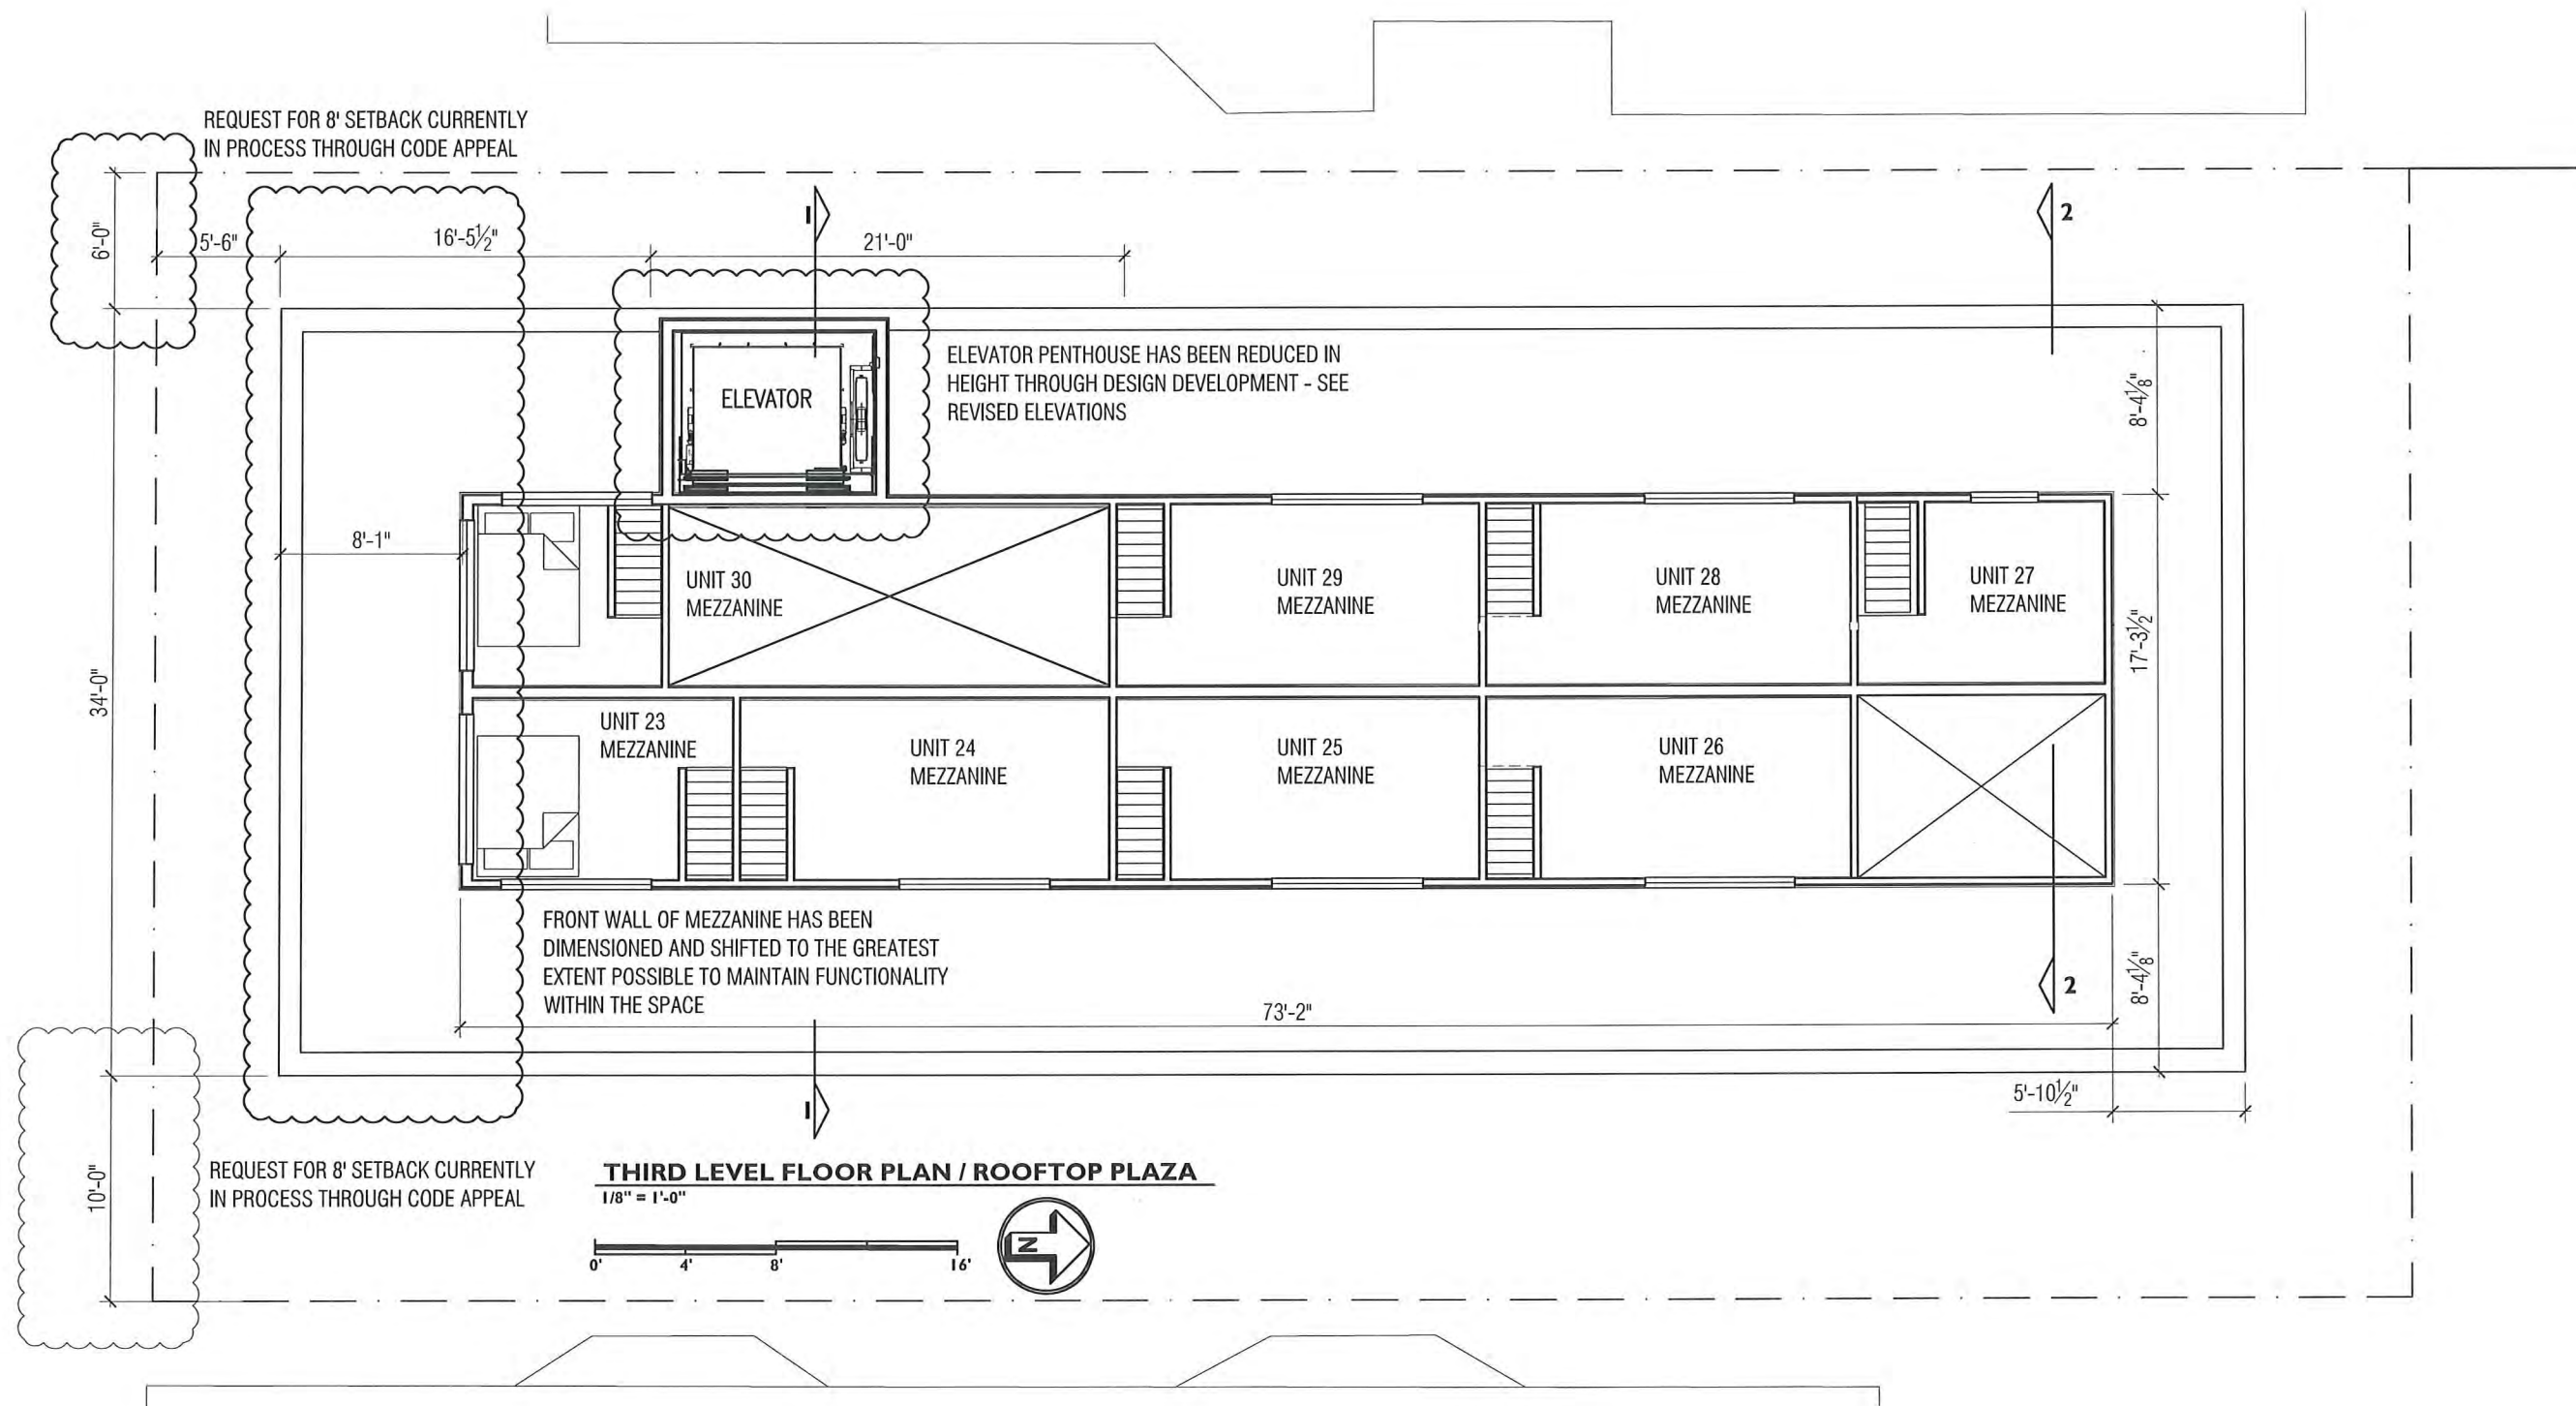 REQUEST FOR 8' SETBACK CURRENTLY
IN PROCESS THROUGH CODE APPEAL
6'-0"
5'-6"
16'-5½"
21'-0"
1
2
ELEVATOR
ELEVATOR PENTHOUSE HAS BEEN REDUCED IN
HEIGHT THROUGH DESIGN DEVELOPMENT - SEE
REVISED ELEVATIONS
8'-4⅛"
8'-1"
UNIT 30
MEZZANINE
UNIT 29
MEZZANINE
UNIT 28
MEZZANINE
UNIT 27
MEZZANINE
17'-3½"
34'-0"
UNIT 23
MEZZANINE
UNIT 24
MEZZANINE
UNIT 25
MEZZANINE
UNIT 26
MEZZANINE
FRONT WALL OF MEZZANINE HAS BEEN
DIMENSIONED AND SHIFTED TO THE GREATEST
EXTENT POSSIBLE TO MAINTAIN FUNCTIONALITY
WITHIN THE SPACE
73'-2"
2
8'-4⅛"
5'-10½"
1
10'-0"
REQUEST FOR 8' SETBACK CURRENTLY
IN PROCESS THROUGH CODE APPEAL
THIRD LEVEL FLOOR PLAN / ROOFTOP PLAZA
1/8" = 1'-0"
0' 4' 8' 16'
N